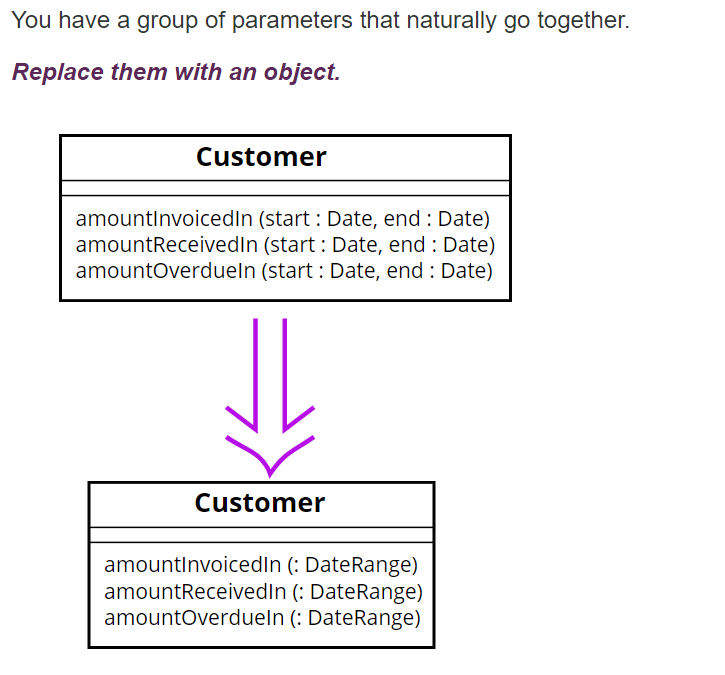 You have a group of parameters that naturally go together.
Replace them with an object.
Customer
amountInvoicedIn (start : Date, end : Date)
amountReceivedIn (start : Date, end : Date)
amountOverdueIn (start : Date, end : Date)
Customer
amountInvoicedIn (: DateRange)
amountReceivedIn (: DateRange)
amountOverdueIn (: DateRange)